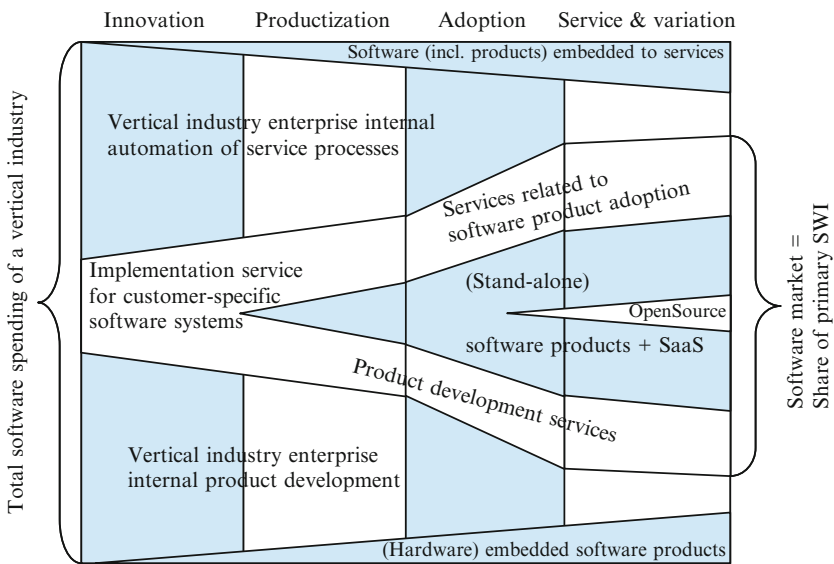 Innovation
Productization
Adoption
Service & variation
Software (incl. products) embedded to services
Total software spending of a vertical industry
Vertical industry enterprise internal
automation of service processes
Services related to
software product adoption
Implementation service
for customer-specific
software systems
(Stand-alone)
OpenSource
software products + SaaS
Product development services
Vertical industry enterprise
internal product development
(Hardware) embedded software products
Software market =
Share of primary SWI